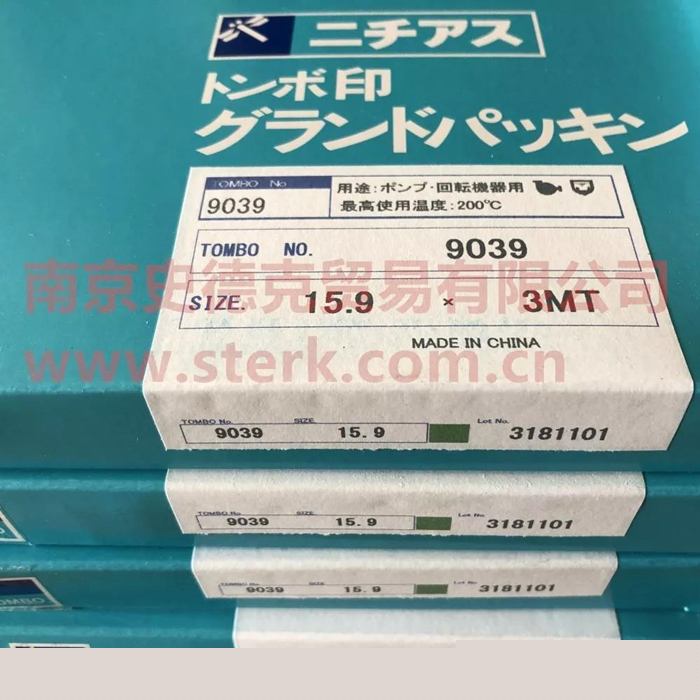 ニチアス
トンボ印
グランドパッキン
TOMBO No
9039
用途:ポンプ・回転機器用
最高使用温度:200℃
TOMBO NO. 9039
南京史德克贸易有限公司
SIZE. 15.9 × 3MT
MADE IN CHINA
www.sterk.com.cn
TOMBO No. SIZE Lot No.
9039 15.9 3181101
TOMBO No. SIZE Lot No.
9039 15.9 3181101
TOMBO No. SIZE Lot No.
9039 15.9 3181101
TOMBO